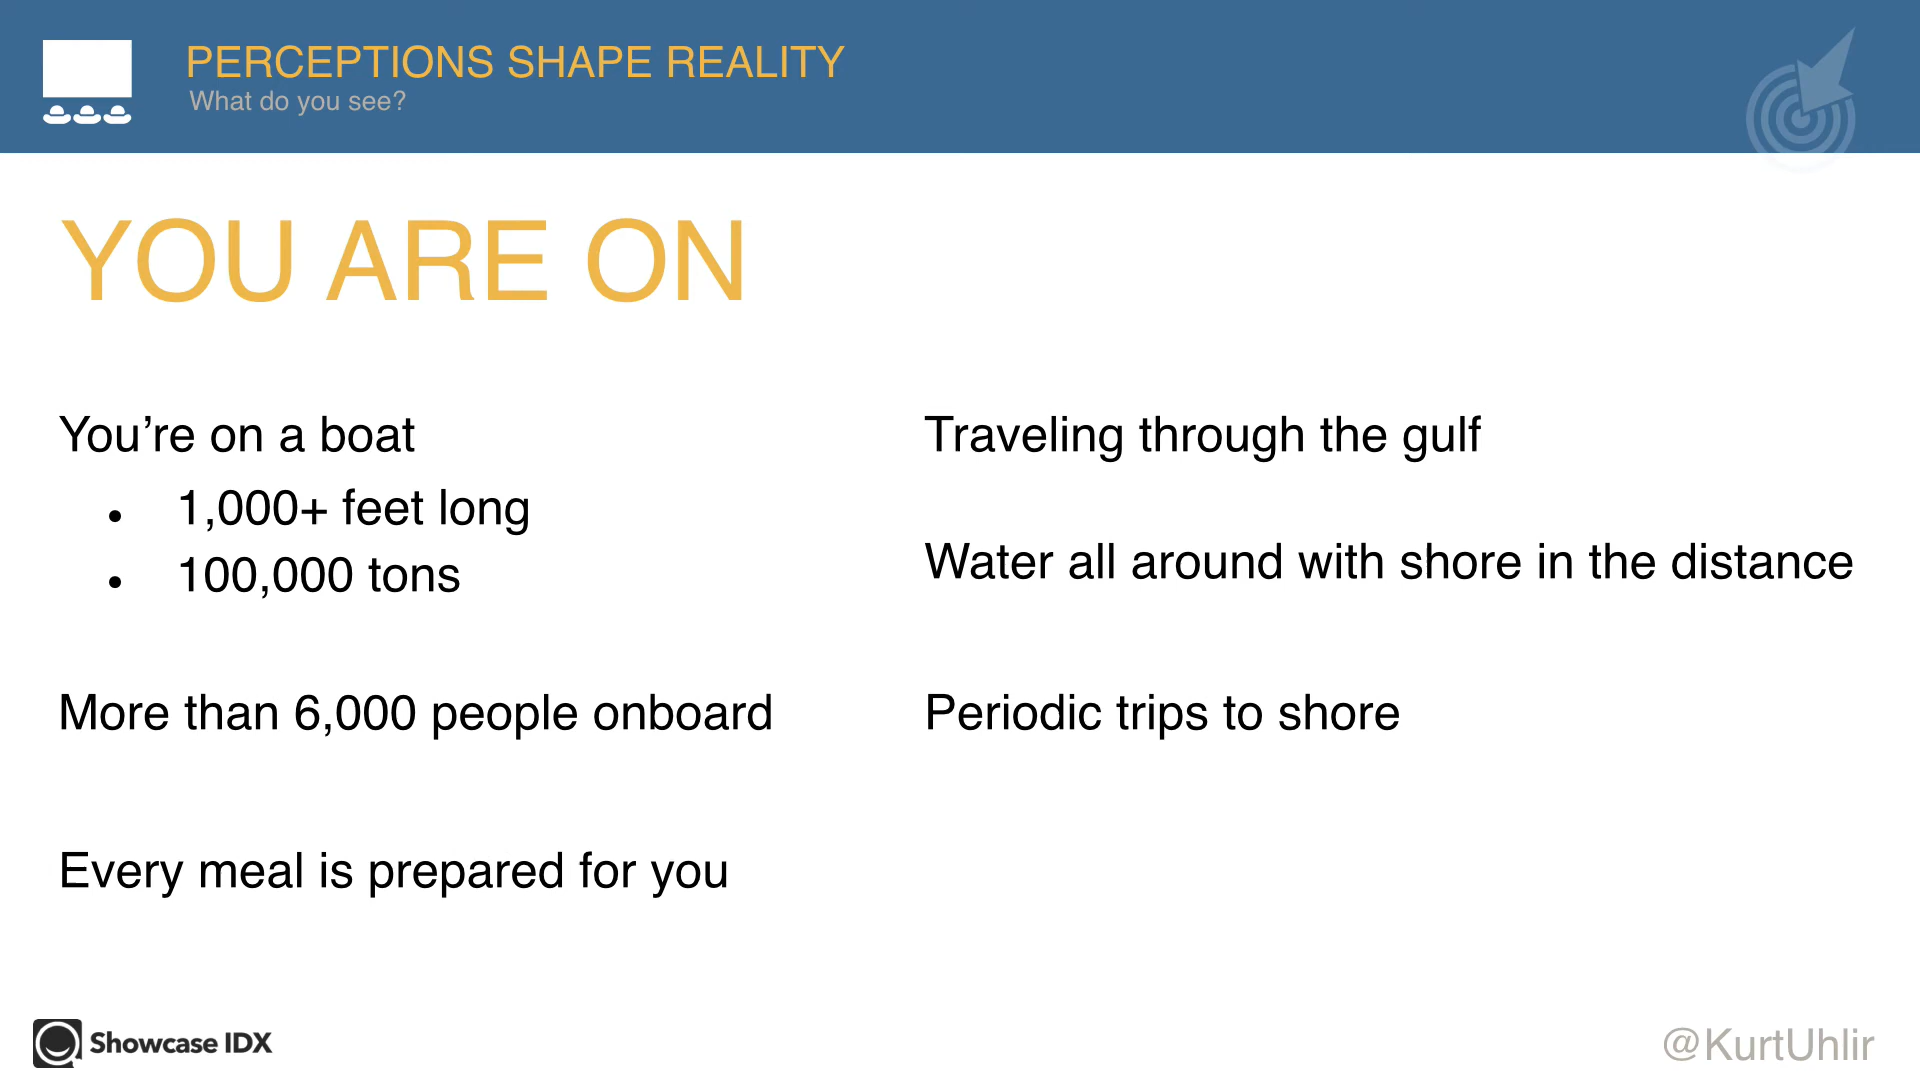 PERCEPTIONS SHAPE REALITY
What do you see?
YOU ARE ON
You’re on a boat
• 1,000+ feet long
• 100,000 tons
More than 6,000 people onboard
Every meal is prepared for you
Traveling through the gulf
Water all around with shore in the distance
Periodic trips to shore
Showcase IDX
@KurtUhlir